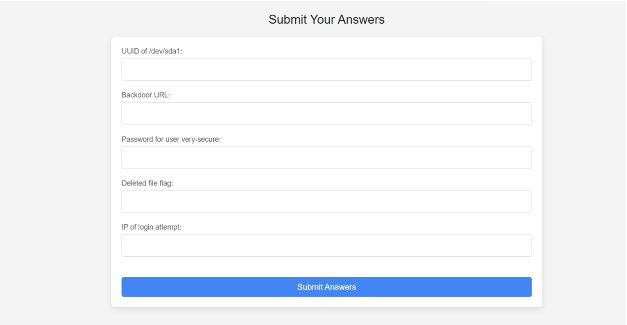 Submit Your Answers
UUID of /dev/sda1:
Backdoor URL:
Password for user very-secure:
Deleted file flag:
IP of login attempt:
Submit Answers